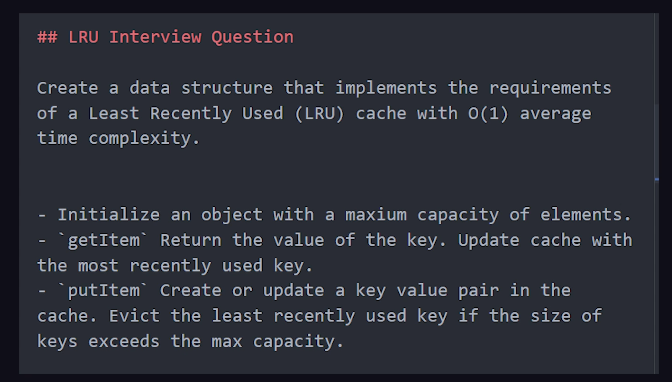 ## LRU Interview Question
Create a data structure that implements the requirements
of a Least Recently Used (LRU) cache with O(1) average
time complexity.
- Initialize an object with a maxium capacity of elements.
- `getItem` Return the value of the key. Update cache with
the most recently used key.
- `putItem` Create or update a key value pair in the
cache. Evict the least recently used key if the size of
keys exceeds the max capacity.